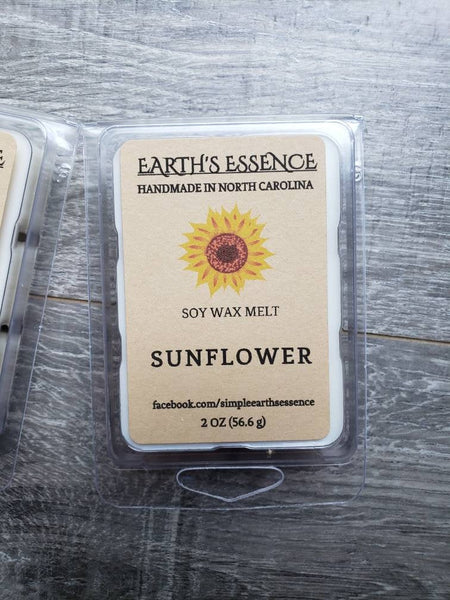 EARTH'S ESSENCE
HANDMADE IN NORTH CAROLINA
SOY WAX MELT
SUNFLOWER
facebook.com/simpleearthsessence
2 OZ (56.6 g)